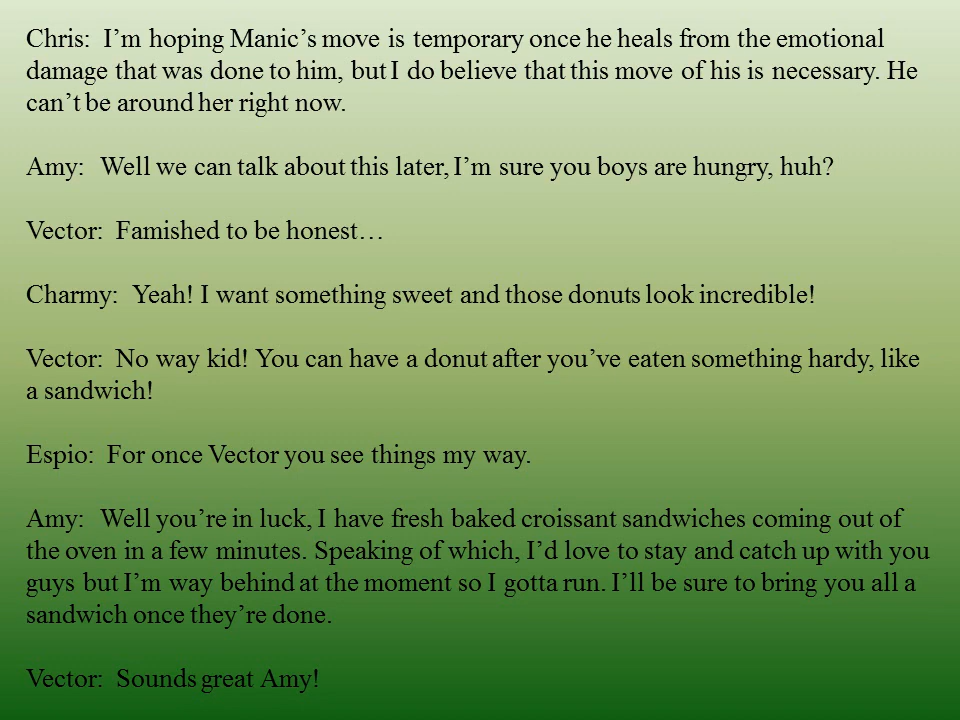 Chris:  I’m hoping Manic’s move is temporary once he heals from the emotional
damage that was done to him, but I do believe that this move of his is necessary. He
can’t be around her right now.
Amy:  Well we can talk about this later, I’m sure you boys are hungry, huh?
Vector:  Famished to be honest…
Charmy:  Yeah! I want something sweet and those donuts look incredible!
Vector:  No way kid! You can have a donut after you’ve eaten something hardy, like
a sandwich!
Espio:  For once Vector you see things my way.
Amy:  Well you’re in luck, I have fresh baked croissant sandwiches coming out of
the oven in a few minutes. Speaking of which, I’d love to stay and catch up with you
guys but I’m way behind at the moment so I gotta run. I’ll be sure to bring you all a
sandwich once they’re done.
Vector:  Sounds great Amy!